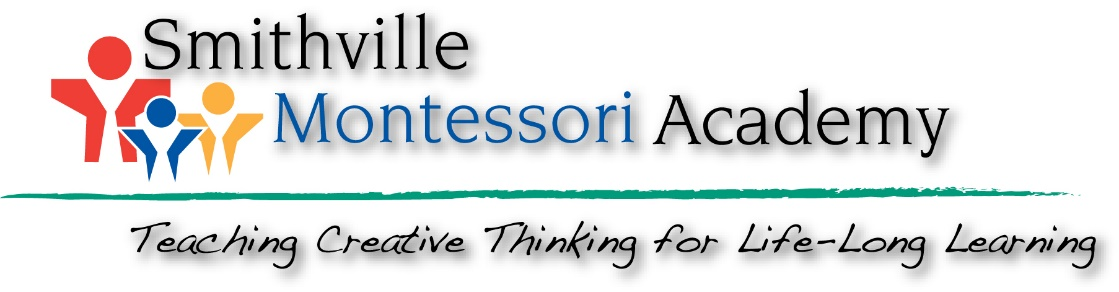 Smithville
Montessori Academy
Teaching Creative Thinking for Life-Long Learning